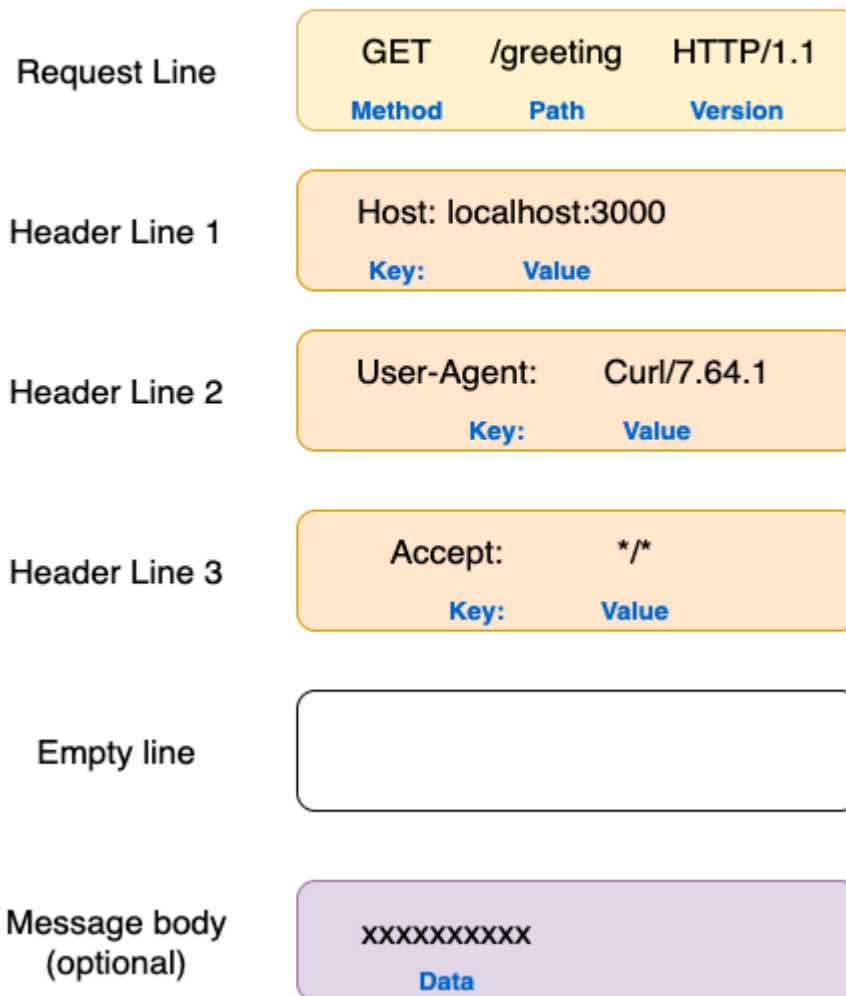 Request Line
GET /greeting HTTP/1.1
Method Path Version
Header Line 1
Host: localhost:3000
Key: Value
Header Line 2
User-Agent: Curl/7.64.1
Key: Value
Header Line 3
Accept: */*
Key: Value
Empty line
Message body
(optional)
xxxxxxxxxx
Data